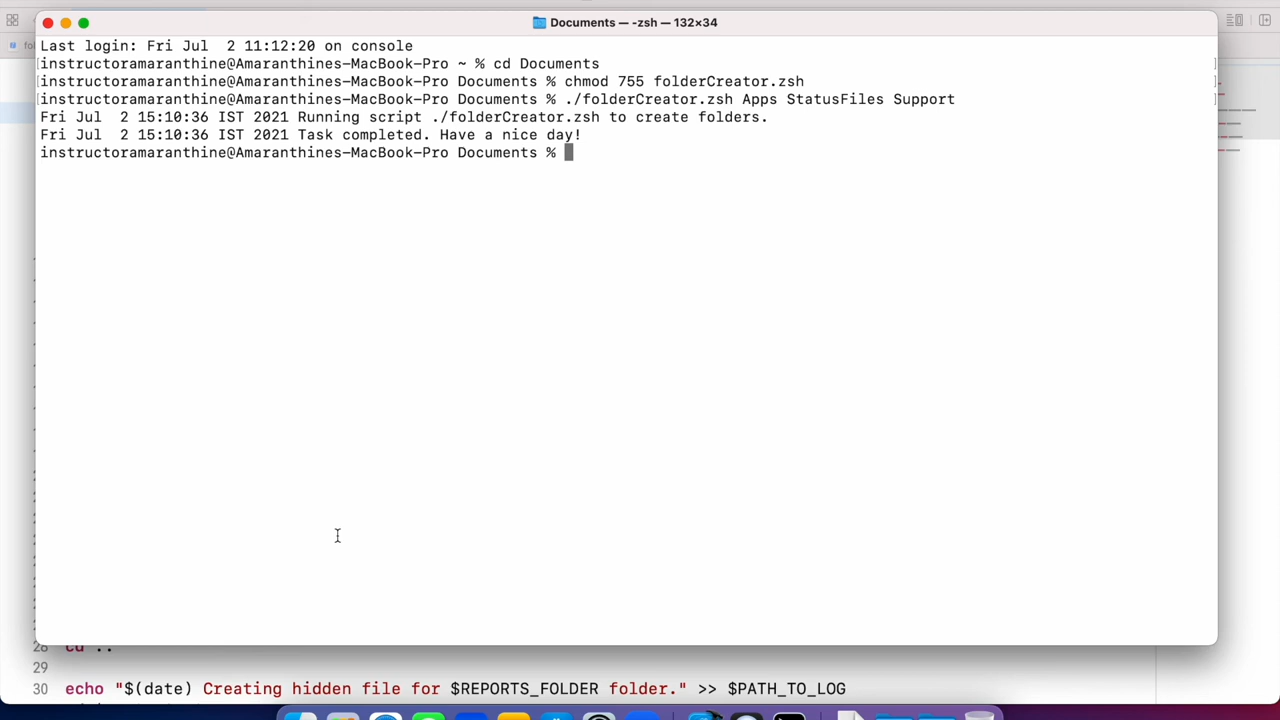 Documents — -zsh — 132×34
Last login: Fri Jul  2 11:12:20 on console
instructoramaranthine@Amaranthines-MacBook-Pro ~ % cd Documents
instructoramaranthine@Amaranthines-MacBook-Pro Documents % chmod 755 folderCreator.zsh
instructoramaranthine@Amaranthines-MacBook-Pro Documents % ./folderCreator.zsh Apps StatusFiles Support
Fri Jul  2 15:10:36 IST 2021 Running script ./folderCreator.zsh to create folders.
Fri Jul  2 15:10:36 IST 2021 Task completed. Have a nice day!
instructoramaranthine@Amaranthines-MacBook-Pro Documents %
28 cd ..
29
30 echo "$(date) Creating hidden file for $REPORTS_FOLDER folder." >> $PATH_TO_LOG